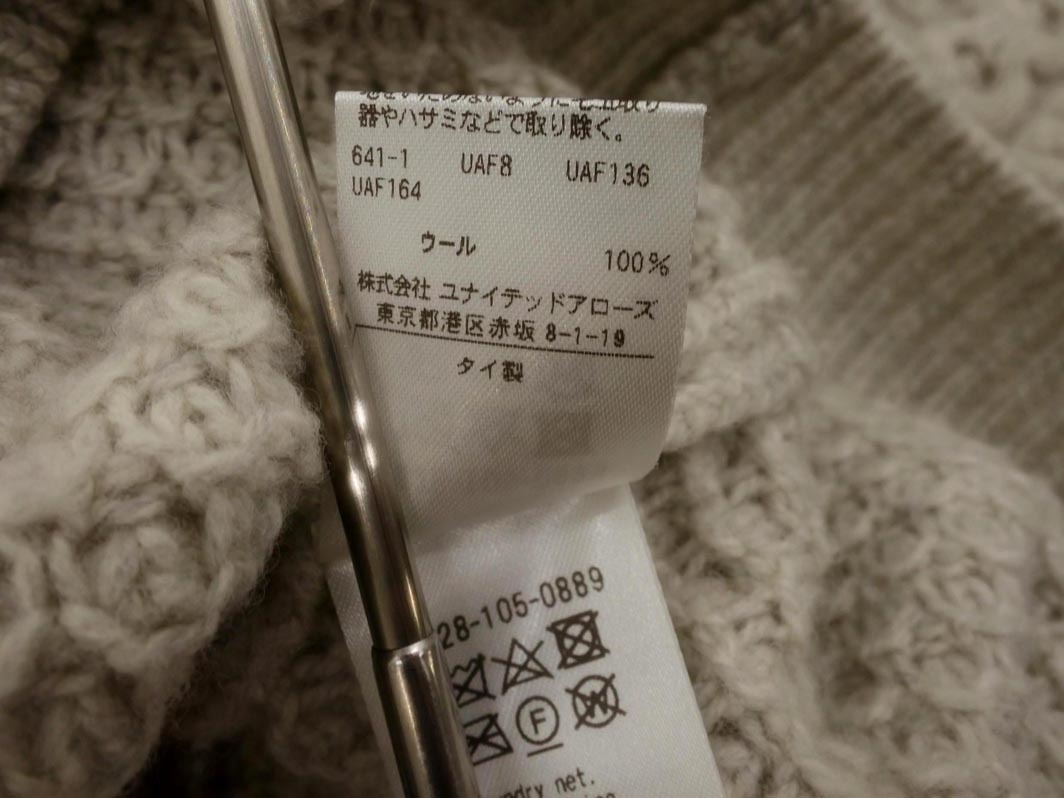 器やハサミなどで取り除く。
641-1 UAF8 UAF136
UAF164
ウール 100%
株式会社 ユナイテッドアローズ
東京都港区赤坂 8-1-19
タイ製
28-105-0889
F
W
net.